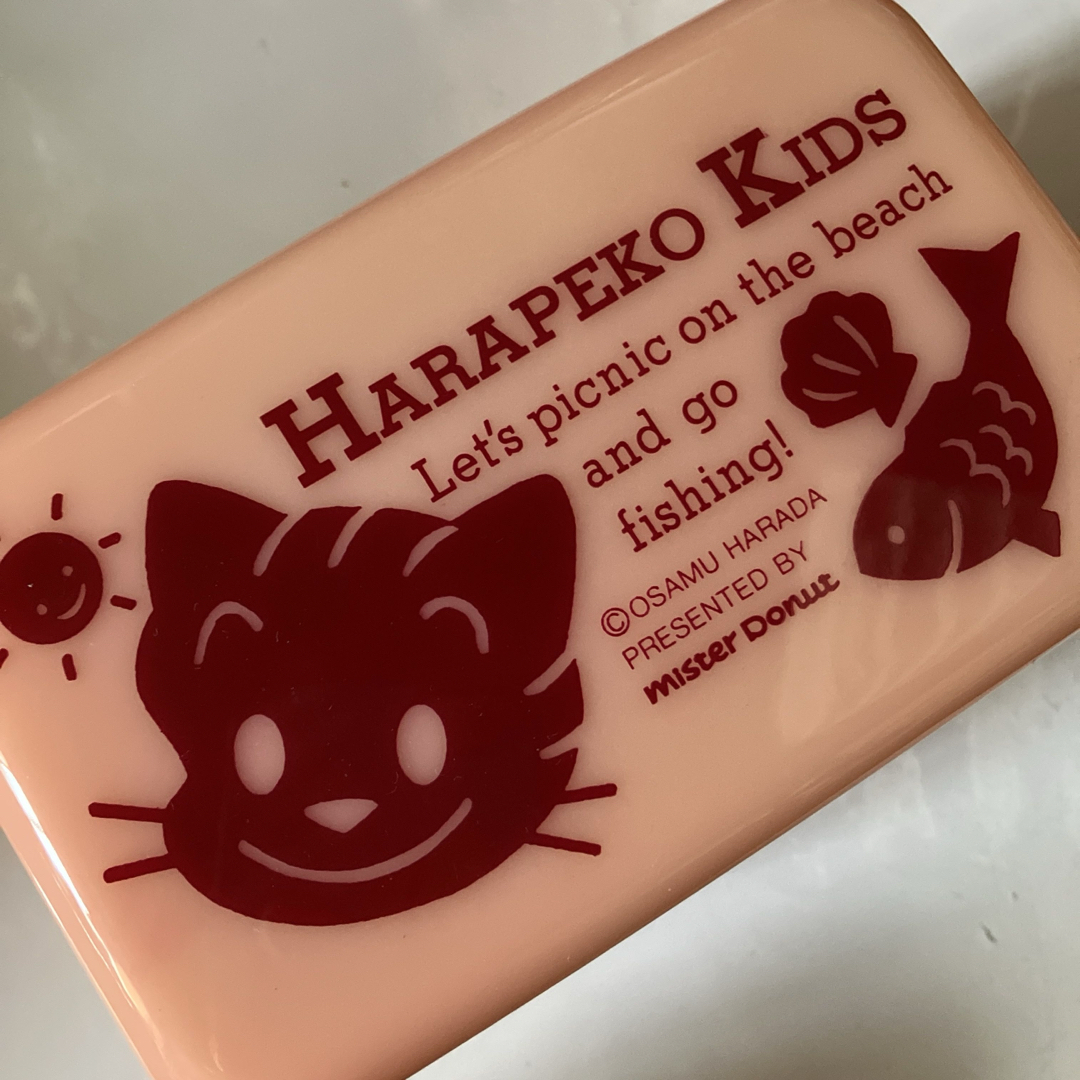 HARAPEKO KIDS
Let's picnic on the beach
and go
fishing!
©OSAMU HARADA
PRESENTED BY
mister Donut